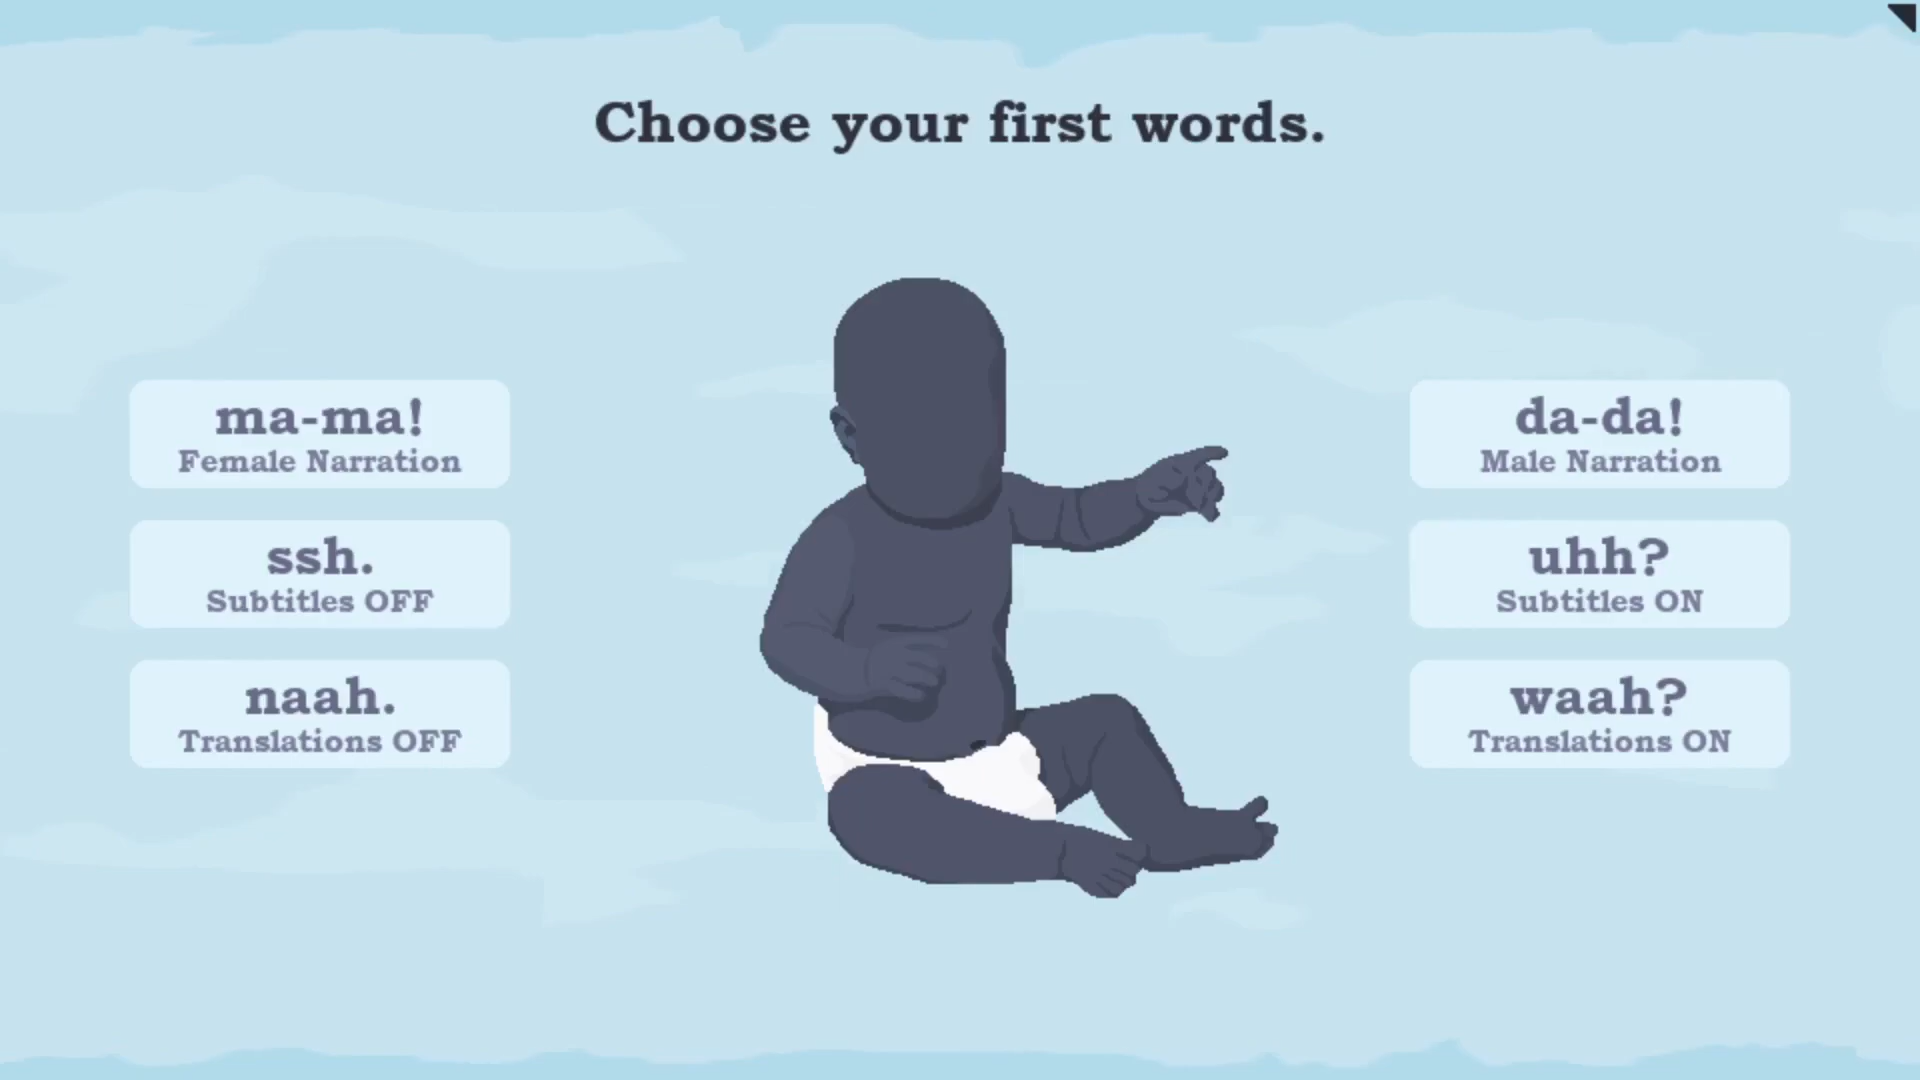 Choose your first words.
ma-ma!
Female Narration
ssh.
Subtitles OFF
naah.
Translations OFF
da-da!
Male Narration
uhh?
Subtitles ON
waah?
Translations ON